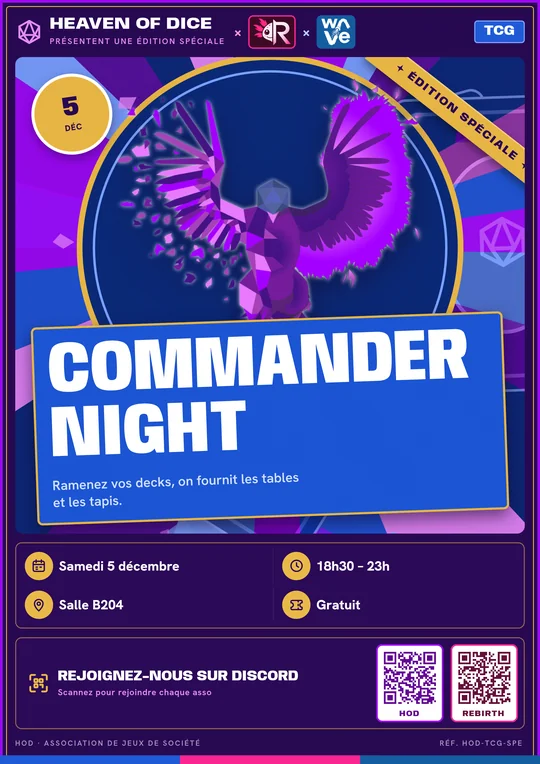 HEAVEN OF DICE
PRÉSENTENT UNE ÉDITION SPÉCIALE
×
R
×
WAVE
TCG
5
DÉC
ÉDITION SPÉCIALE
COMMANDER
NIGHT
Ramenez vos decks, on fournit les tables
et les tapis.
Samedi 5 décembre
18h30 – 23h
Salle B204
Gratuit
REJOIGNEZ-NOUS SUR DISCORD
Scannez pour rejoindre chaque asso
HOD
REBIRTH
HOD · ASSOCIATION DE JEUX DE SOCIÉTÉ
RÉF. HOD-TCG-SPE